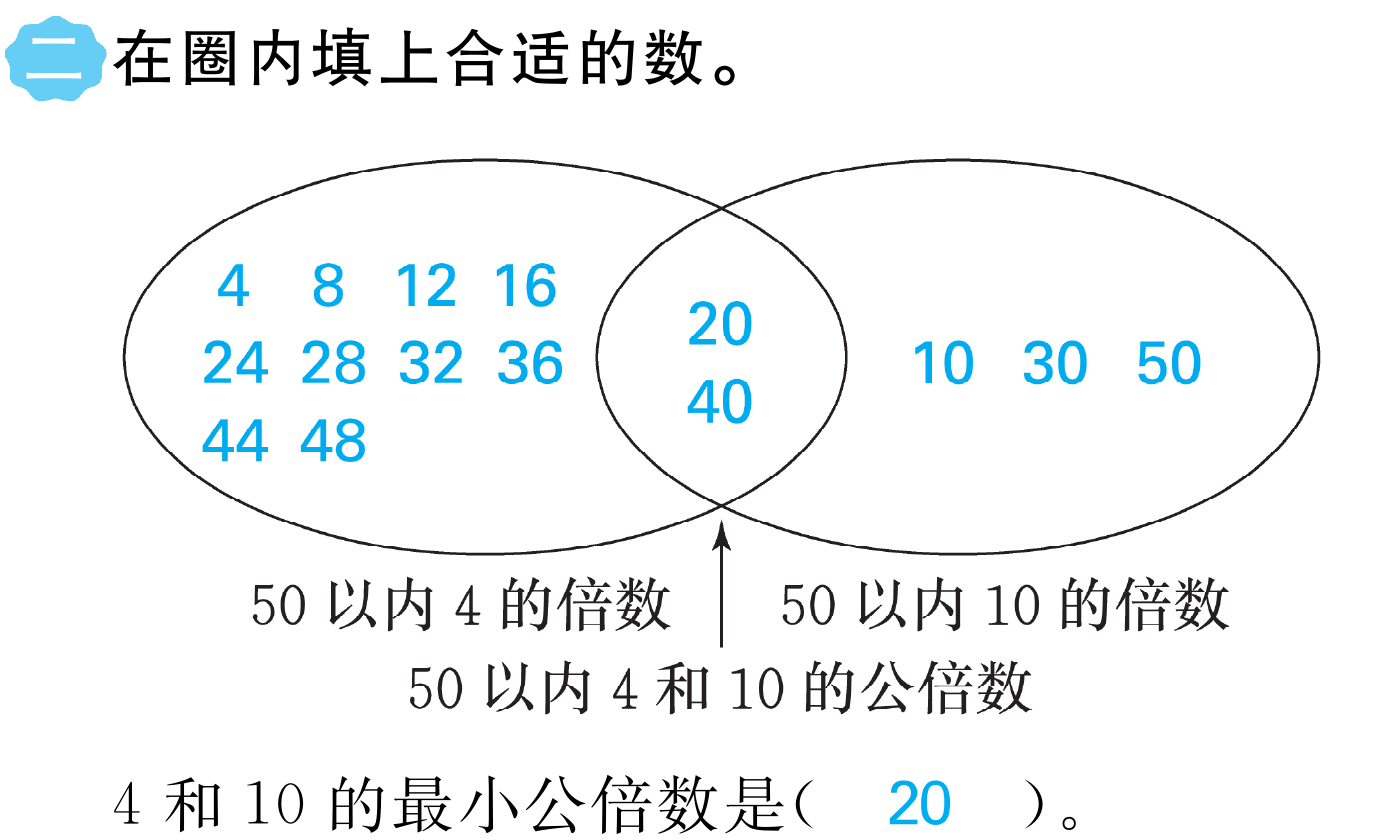 二 在圈内填上合适的数。
4 8 12 16
24 28 32 36
44 48
20
40
10 30 50
50 以内 4 的倍数
50 以内 10 的倍数
50 以内 4 和 10 的公倍数
4 和 10 的最小公倍数是( 20 )。